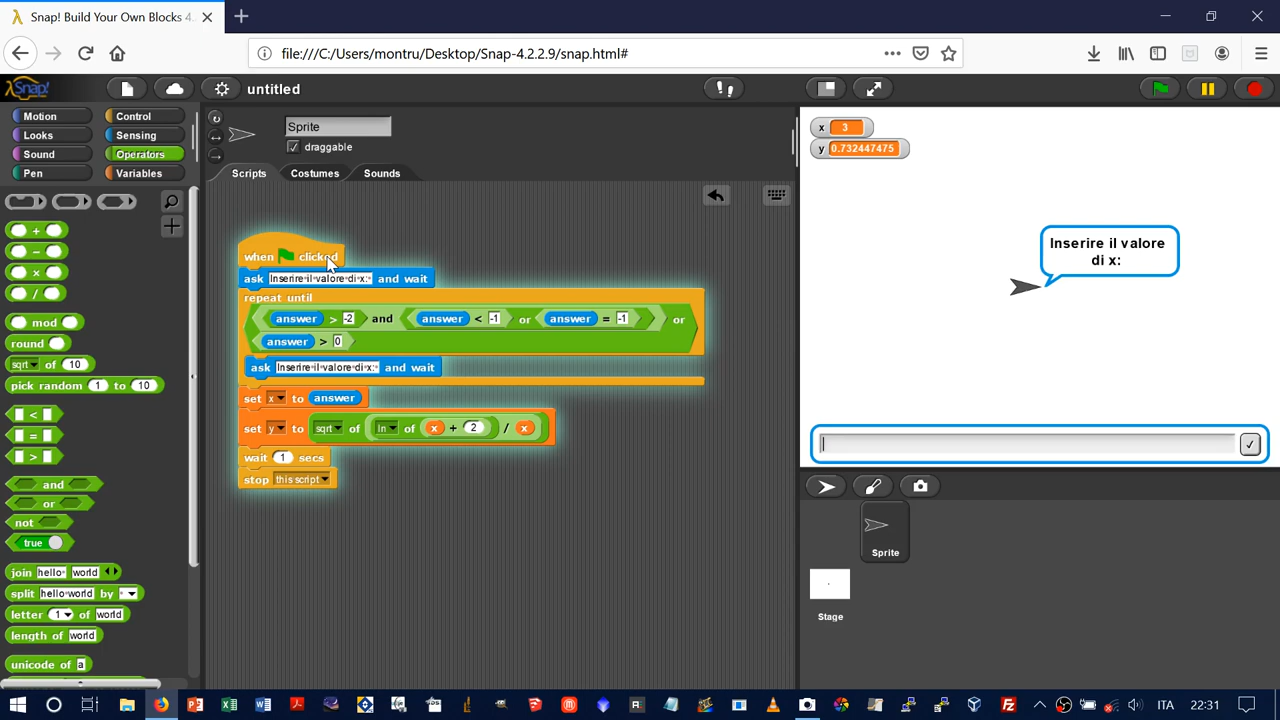 Snap! Build Your Own Blocks 4.
file:///C:/Users/montru/Desktop/Snap-4.2.2.9/snap.html#
Snap!
untitled
Motion
Control
Looks
Sensing
Sound
Operators
Pen
Variables
+
−
×
/
mod
round
sqrt of 10
pick random 1 to 10
<
=
>
and
or
not
true
join hello world
split hello world by
letter 1 of world
length of world
unicode of a
Sprite
draggable
Scripts Costumes Sounds
when clicked
ask Inserire il valore di x: and wait
repeat until
answer > -2 and answer < -1 or answer = -1 or
answer > 0
ask Inserire il valore di x: and wait
set x to answer
set y to sqrt of ln of x + 2 / x
wait 1 secs
stop this script
x 3
y 0.732447475
Inserire il valore
di x:
Sprite
Stage
ITA 22:31